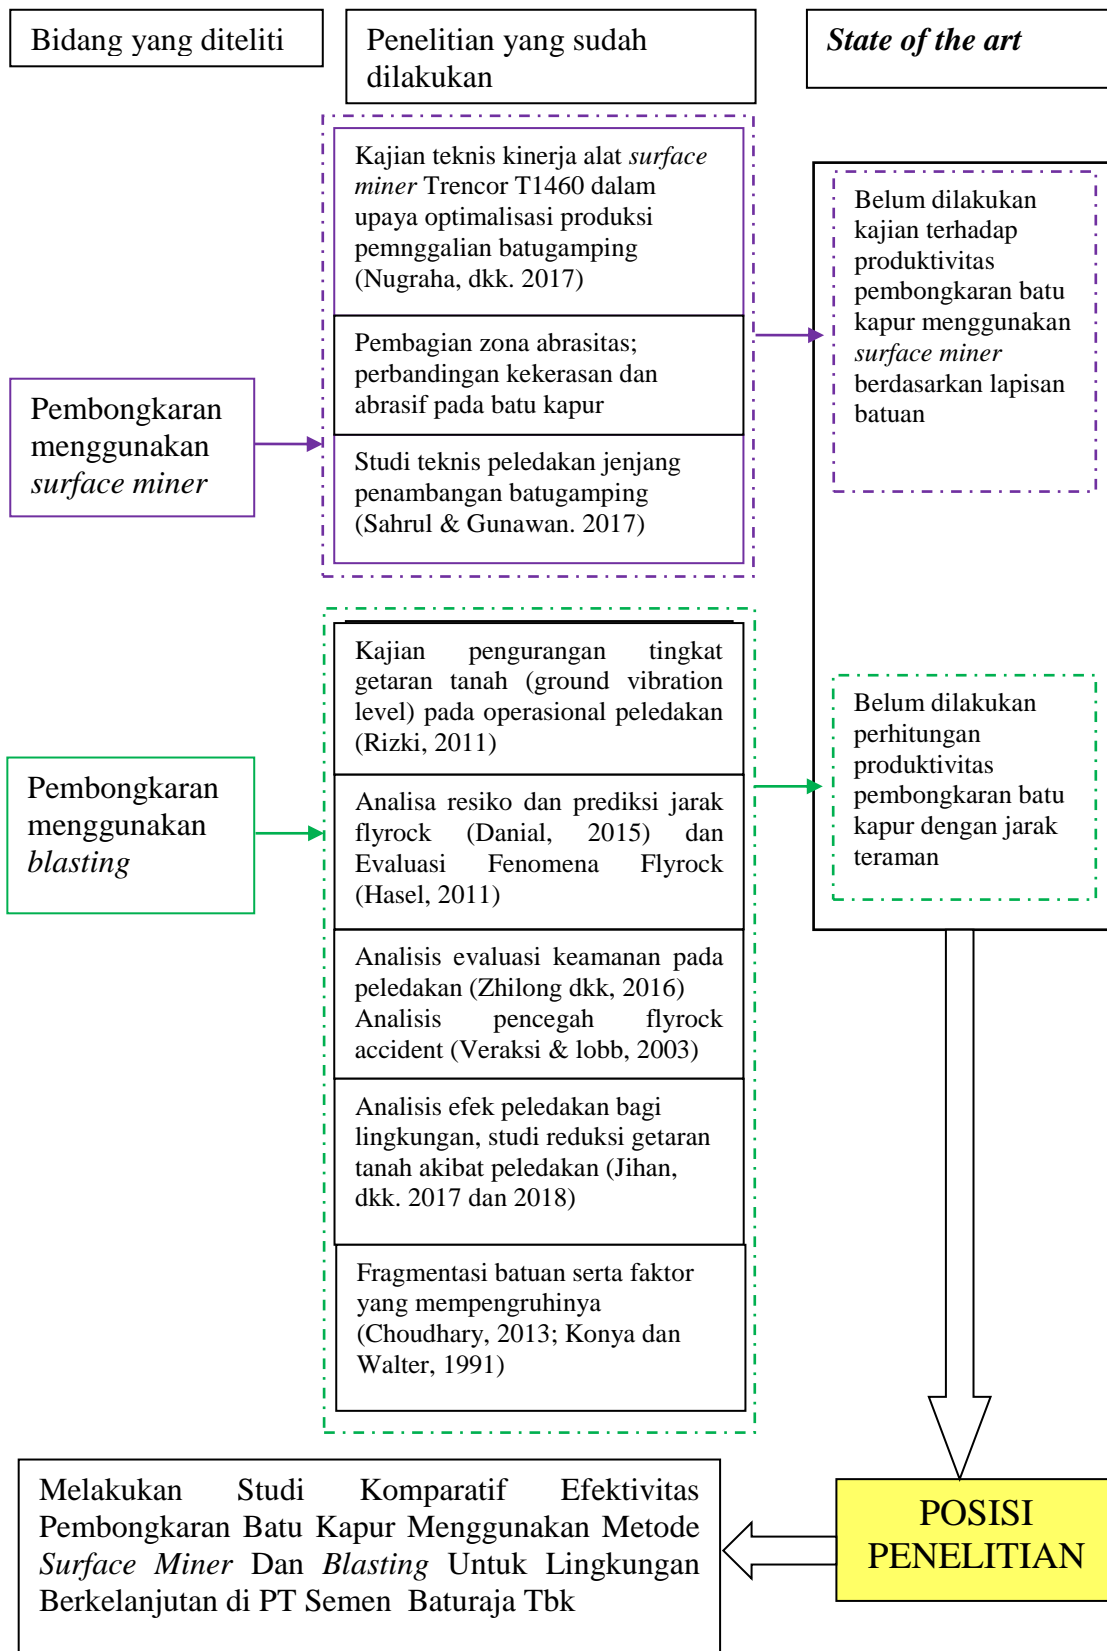 Bidang yang diteliti
Penelitian yang sudah
dilakukan
State of the art
Kajian teknis kinerja alat surface
miner Trencor T1460 dalam
upaya optimalisasi produksi
pemnggalian batugamping
(Nugraha, dkk. 2017)
Pembagian zona abrasitas;
perbandingan kekerasan dan
abrasif pada batu kapur
Studi teknis peledakan jenjang
penambangan batugamping
(Sahrul & Gunawan. 2017)
Pembongkaran
menggunakan
surface miner
Belum dilakukan
kajian terhadap
produktivitas
pembongkaran batu
kapur menggunakan
surface miner
berdasarkan lapisan
batuan
Pembongkaran
menggunakan
blasting
Kajian pengurangan tingkat
getaran tanah (ground vibration
level) pada operasional peledakan
(Rizki, 2011)
Analisa resiko dan prediksi jarak
flyrock (Danial, 2015) dan
Evaluasi Fenomena Flyrock
(Hasel, 2011)
Analisis evaluasi keamanan pada
peledakan (Zhilong dkk, 2016)
Analisis pencegah flyrock
accident (Veraksi & lobb, 2003)
Analisis efek peledakan bagi
lingkungan, studi reduksi getaran
tanah akibat peledakan (Jihan,
dkk. 2017 dan 2018)
Fragmentasi batuan serta faktor
yang mempengruhinya
(Choudhary, 2013; Konya dan
Walter, 1991)
Belum dilakukan
perhitungan
produktivitas
pembongkaran batu
kapur dengan jarak
teraman
POSISI
PENELITIAN
Melakukan Studi Komparatif Efektivitas
Pembongkaran Batu Kapur Menggunakan Metode
Surface Miner Dan Blasting Untuk Lingkungan
Berkelanjutan di PT Semen Baturaja Tbk